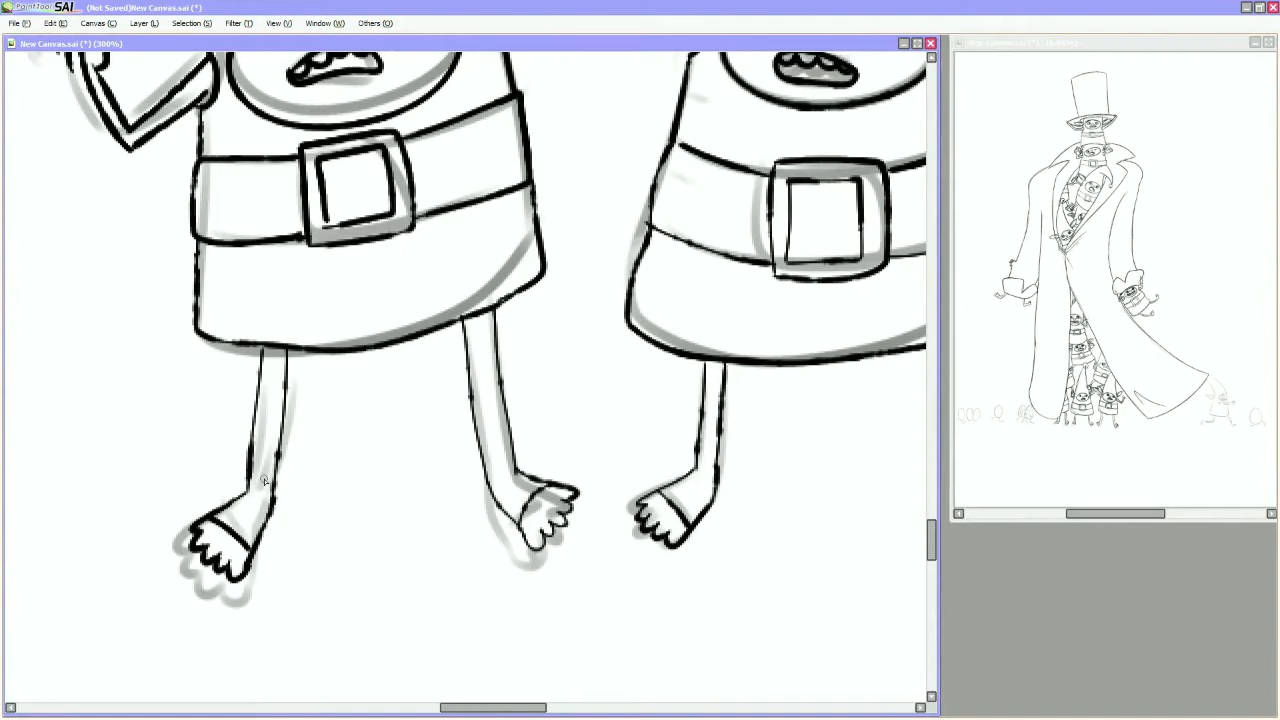 PaintTool SAI (Not Saved)New Canvas.sai (*)
File (F) Edit (E) Canvas (C) Layer (L) Selection (S) Filter (T) View (V) Window (W) Others (O)
New Canvas.sai (*) (300%)